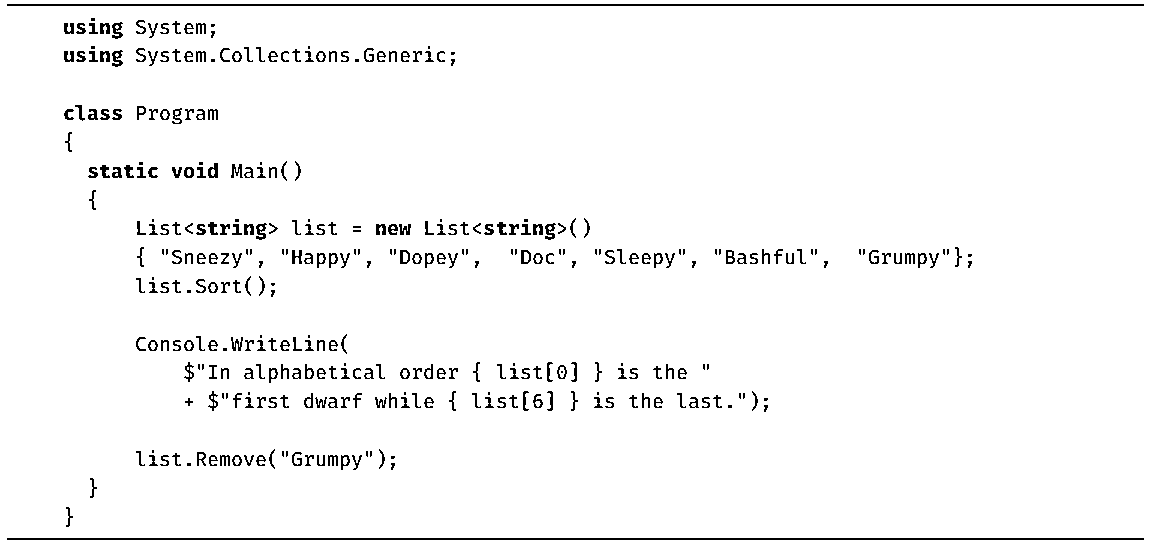 using System;
using System.Collections.Generic;

class Program
{
  static void Main()
  {
      List<string> list = new List<string>()
      { "Sneezy", "Happy", "Dopey",  "Doc", "Sleepy", "Bashful",  "Grumpy"};
      list.Sort();

      Console.WriteLine(
          $"In alphabetical order { list[0] } is the "
          + $"first dwarf while { list[6] } is the last.");

      list.Remove("Grumpy");
  }
}